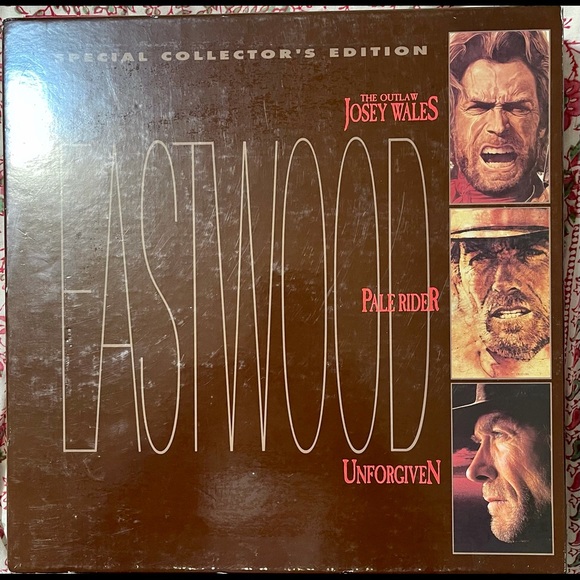 SPECIAL COLLECTOR'S EDITION
THE OUTLAW
JOSEY WALES
EASTWOOD
PALE RIDER
UNFORGIVEN